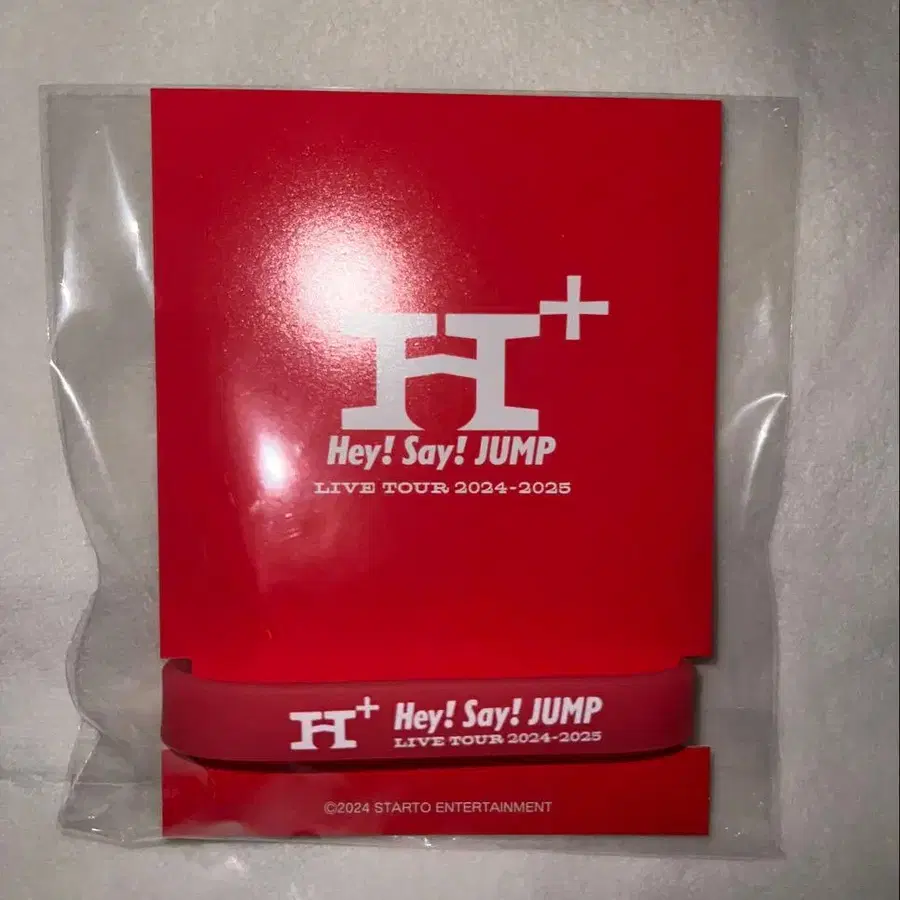 H+
Hey! Say! JUMP
LIVE TOUR 2024-2025
H+ Hey! Say! JUMP
LIVE TOUR 2024-2025
©2024 STARTO ENTERTAINMENT